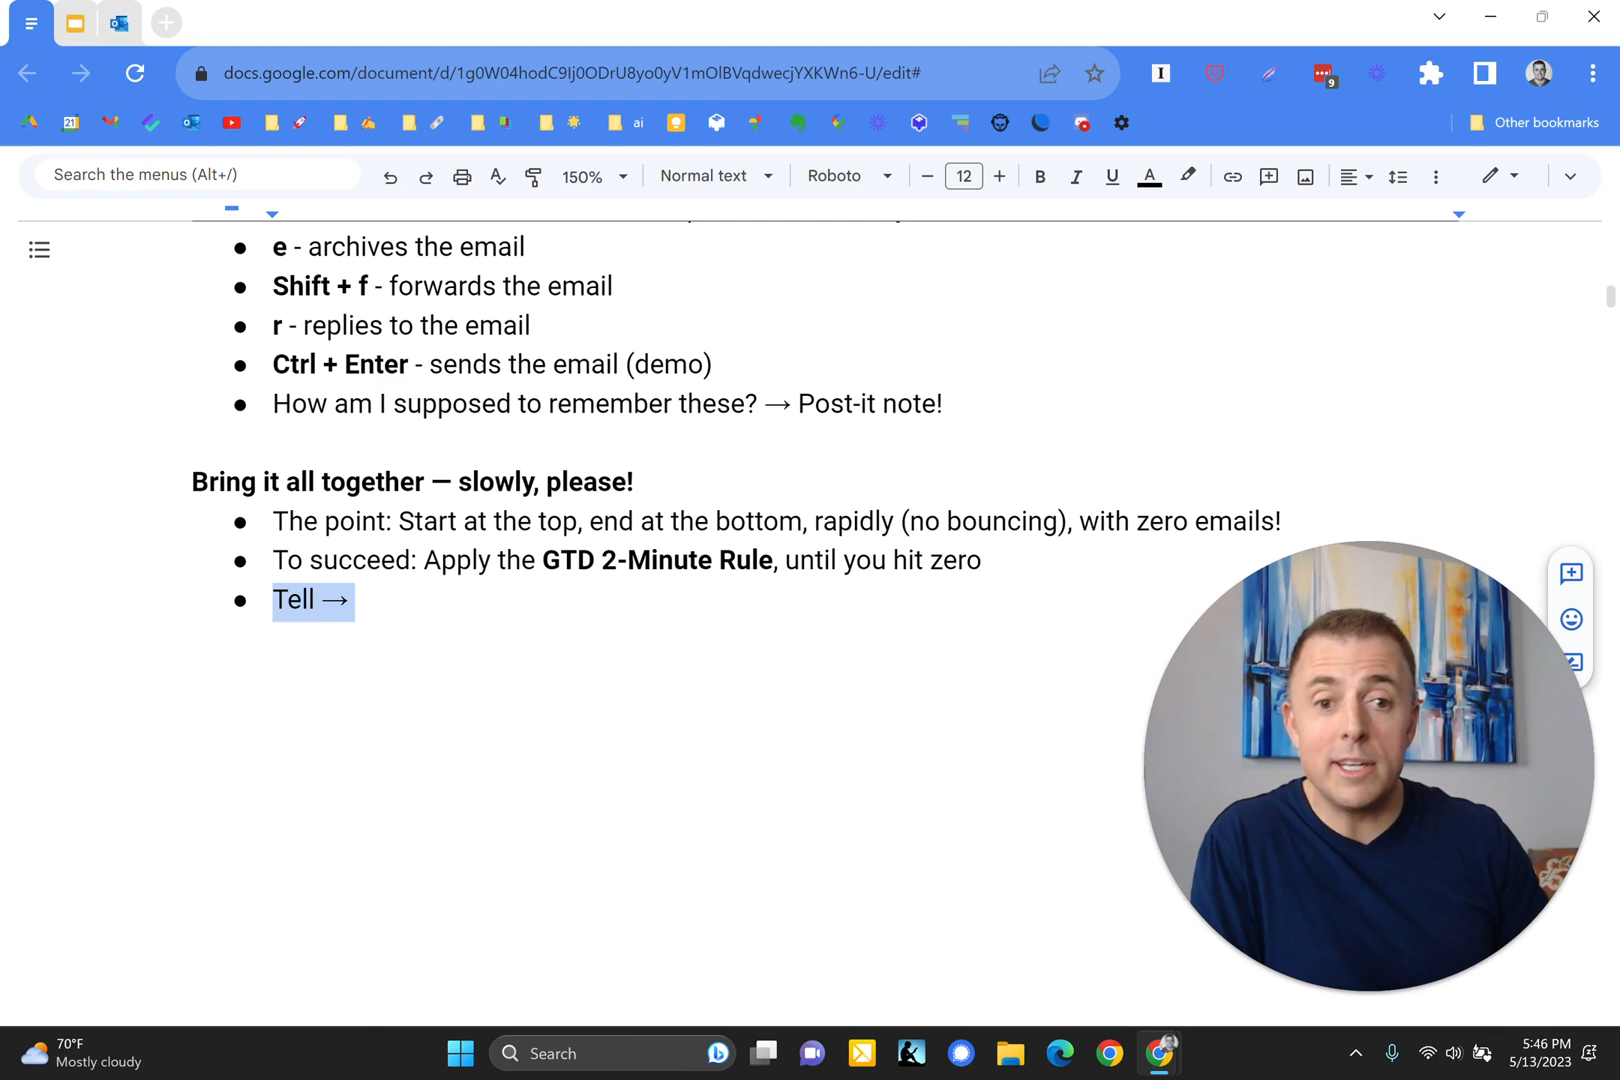 docs.google.com/document/d/1g0W04hodC9Ij0ODrU8yo0yV1mOlBVqdwecjYXKWn6-U/edit#
I
9
21
ai
Other bookmarks
Search the menus (Alt+/)
150%
Normal text
Roboto
12
B
I
U
A
e - archives the email
Shift + f - forwards the email
r - replies to the email
Ctrl + Enter - sends the email (demo)
How am I supposed to remember these? → Post-it note!
Bring it all together — slowly, please!
The point: Start at the top, end at the bottom, rapidly (no bouncing), with zero emails!
To succeed: Apply the GTD 2-Minute Rule, until you hit zero
Tell →
70°F
Mostly cloudy
Search
5:46 PM
5/13/2023